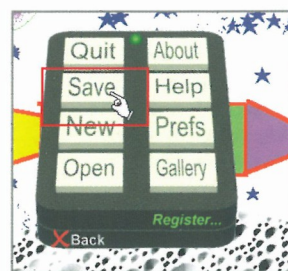 Quit About
Save Help
New Prefs
Open Gallery
Register...
X Back